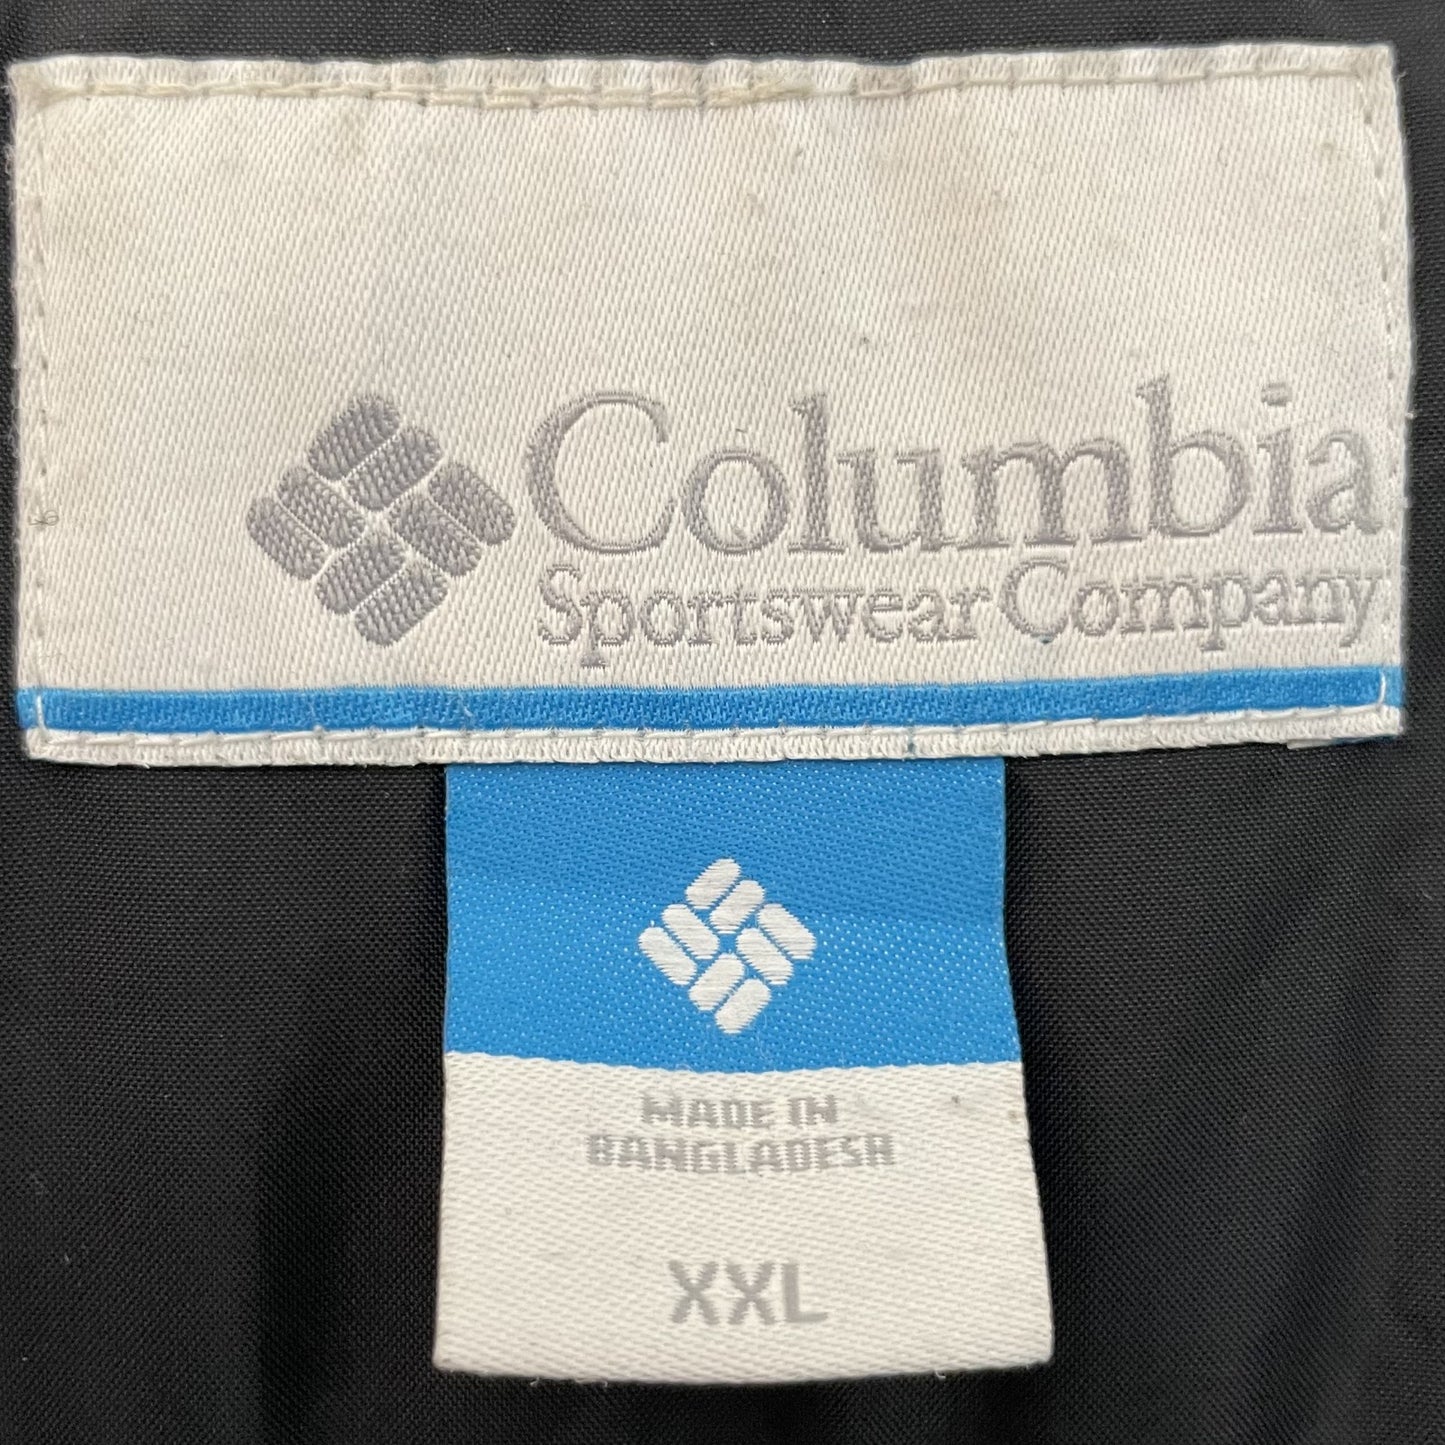 Columbia
Sportswear Company
MADE IN
BANGLADESH
XXL